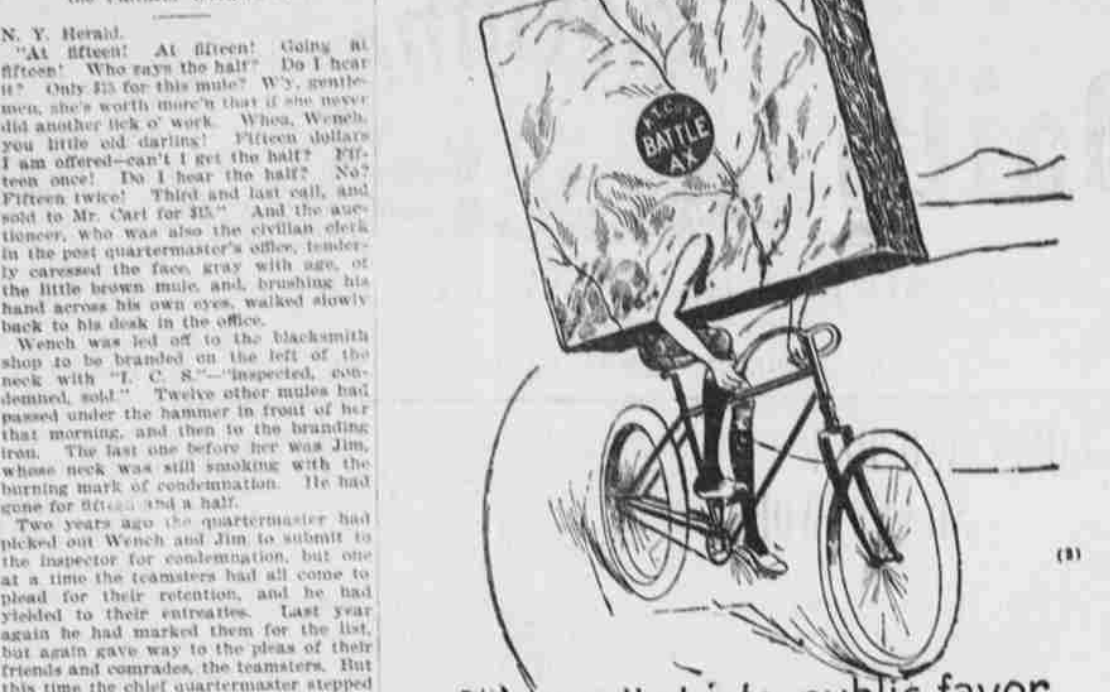 N. Y. Herald.
"At fifteen! At fifteen! Going at
fifteen! Who says the half? Do I hear
it? Only $15 for this mule? W'y, gentle-
men, she's worth more'n that if she never
did another lick o' work. Whoa, Wench,
you little old darling! Fifteen dollars
I am offered—can't I get the half? Fif-
teen once! Do I hear the half? No?
Fifteen twice! Third and last call, and
sold to Mr. Carl for $15." And the auc-
tioneer, who was also the civilian clerk
in the post quartermaster's office, tender-
ly caressed the face, gray with age, of
the little brown mule, and, brushing his
hand across his own eyes, walked slowly
back to his desk in the office.
Wench was led off to the blacksmith
shop to be branded on the left of the
neck with "I. C. S."—"inspected, con-
demned, sold." Twelve other mules had
passed under the hammer in front of her
that morning, and then to the branding
iron. The last one before her was Jim,
whose neck was still smoking with the
burning mark of condemnation. He had
gone for fifteen and a half.
Two years ago the quartermaster had
picked out Wench and Jim to submit to
the inspector for condemnation, but one
at a time the teamsters had all come to
plead for their retention, and he had
yielded to their entreaties. Last year
again he had marked them for the list,
but again gave way to the pleas of their
friends and comrades, the teamsters. But
this time the chief quartermaster stepped
BATTLE
AX
(8)
public favor